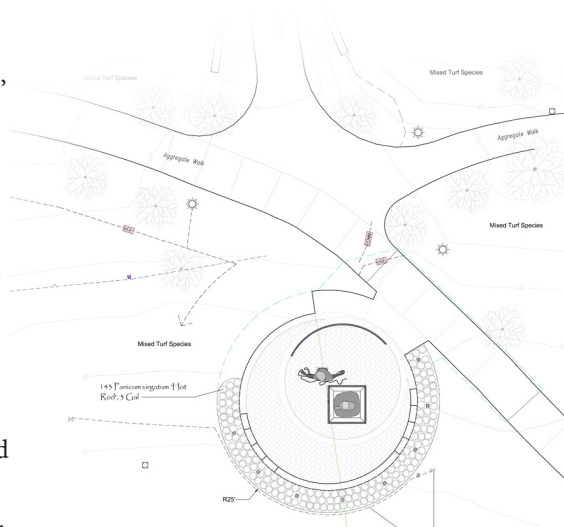 Mixed Turf Species
Mixed Turf Species
,
Aggregate Walk
Aggregate Walk
Mixed Turf Species
Mixed Turf Species
143 Panicum virgatum 'Hot
Rod', 3 Gal
d
R25'